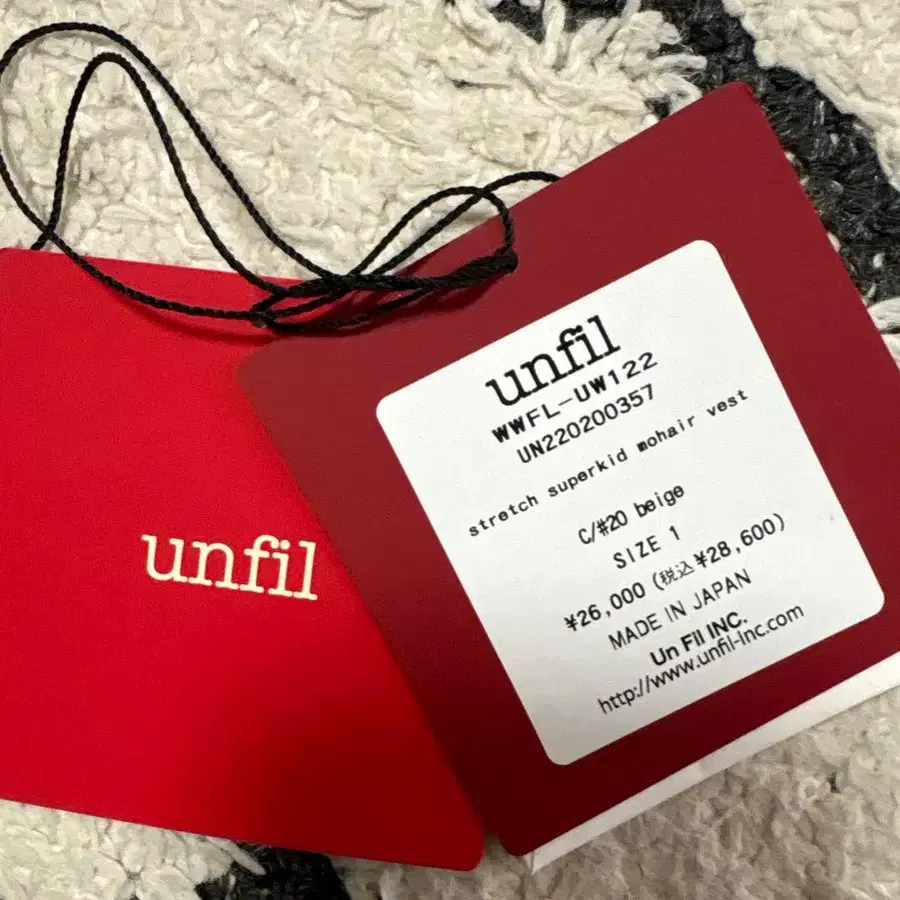 unfil
unfil
WWFL-UW122
UN220200357
stretch superkid mohair vest
C/#20 beige
SIZE 1
¥26,000(税込¥28,600)
MADE IN JAPAN
Un Fil INC.
http://www.unfil-inc.com